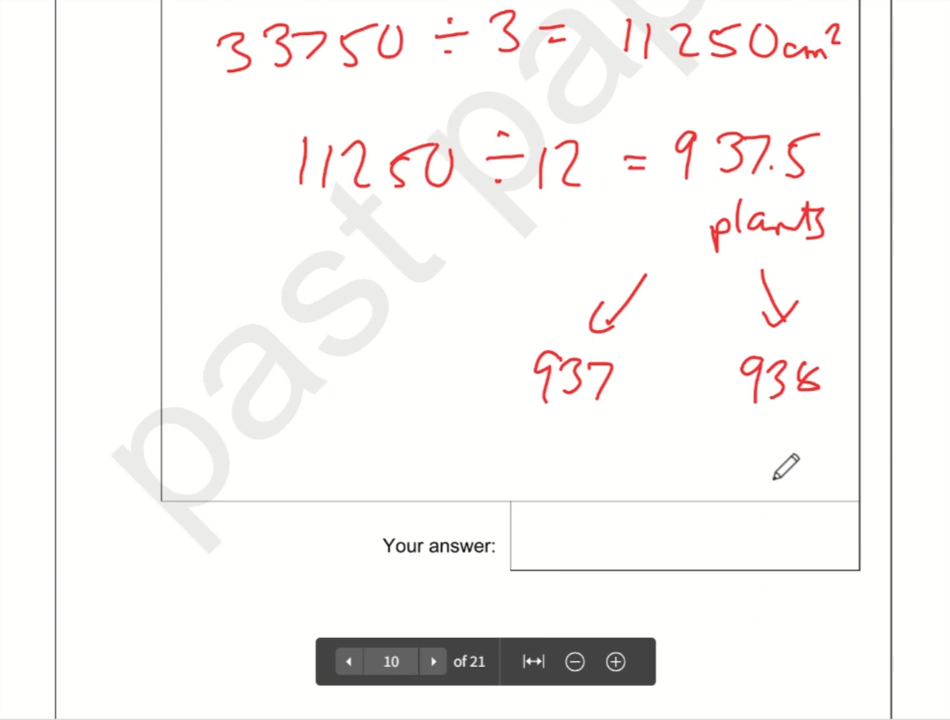 33750 ÷ 3 = 11250cm²
11250 ÷ 12 = 937.5
plants
937 938
past pap
Your answer:
10 of 21